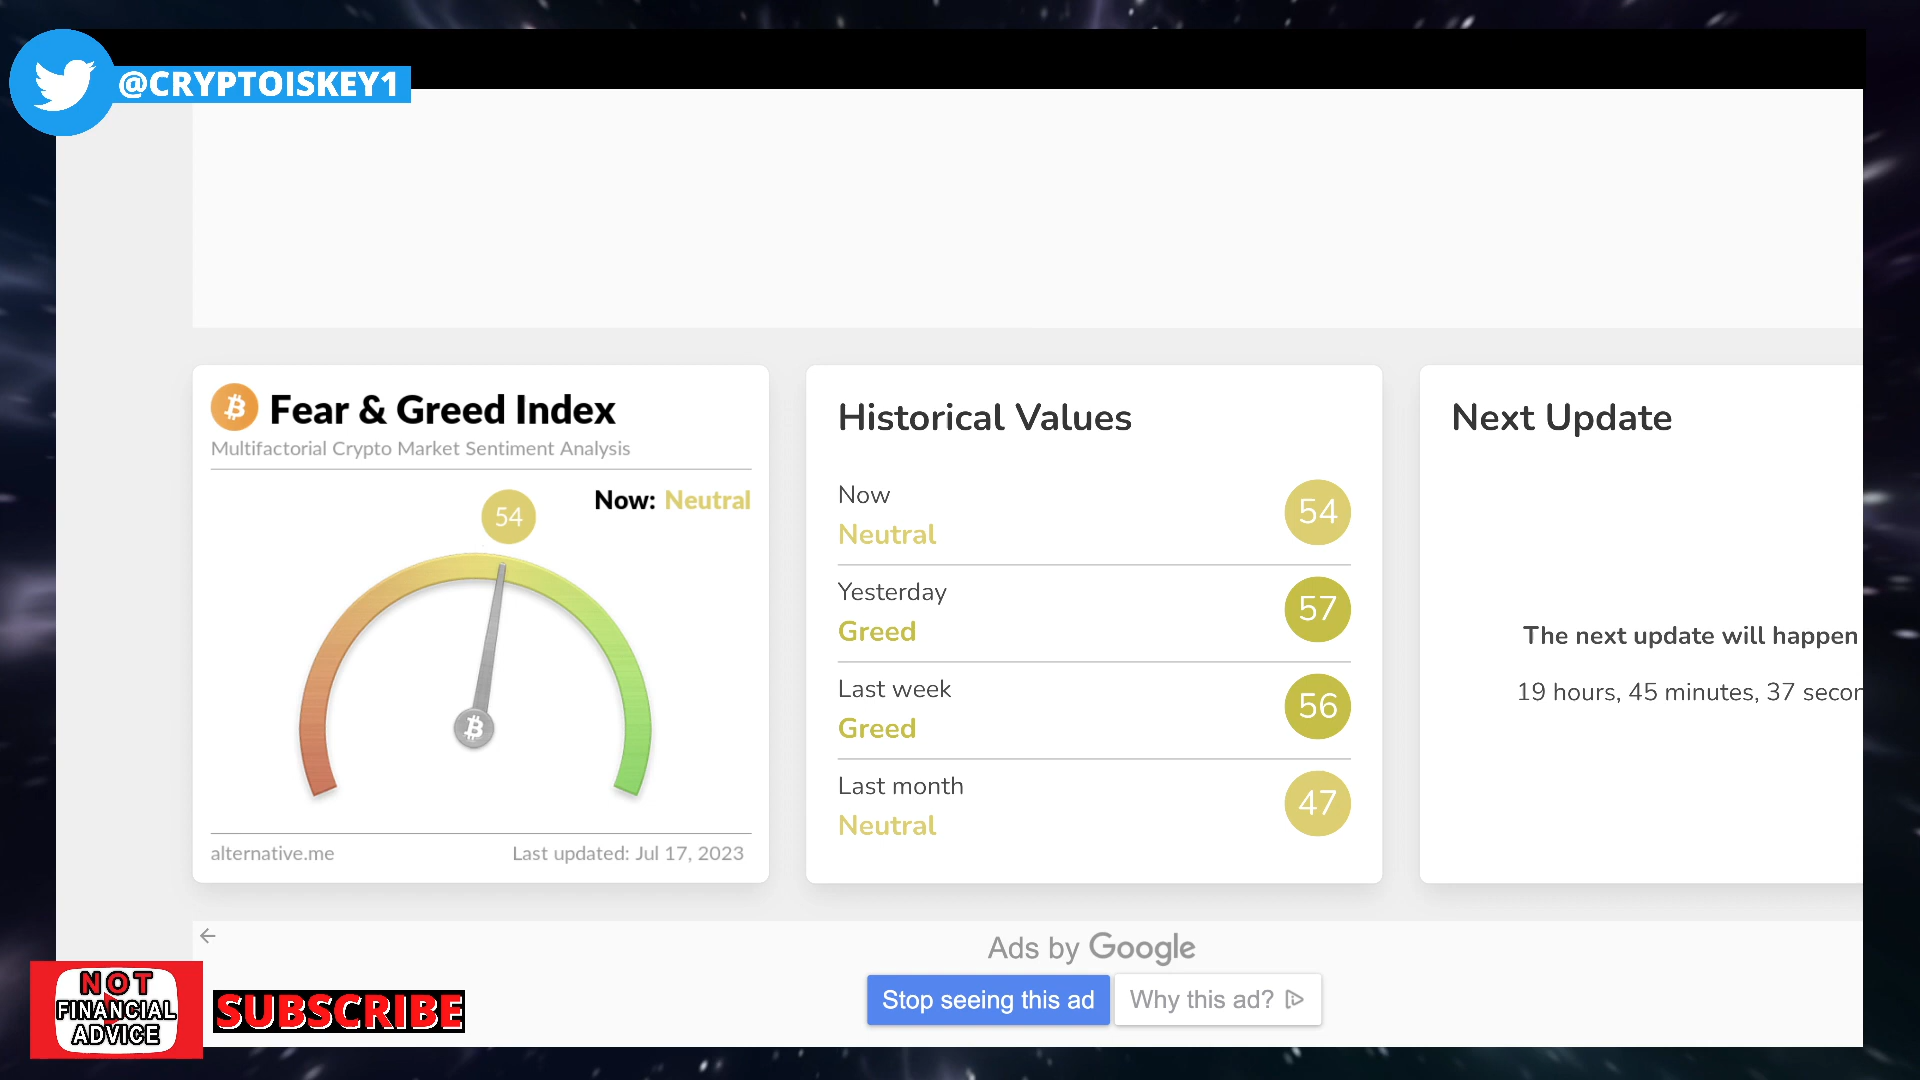 @CRYPTOISKEY1
Fear & Greed Index
Multifactorial Crypto Market Sentiment Analysis
Now: Neutral
54
alternative.me
Last updated: Jul 17, 2023
Historical Values
Now
Neutral
54
Yesterday
Greed
57
Last week
Greed
56
Last month
Neutral
47
Next Update
The next update will happen
19 hours, 45 minutes, 37 secon
Ads by Google
Stop seeing this ad
Why this ad?
NOT
FINANCIAL
ADVICE
SUBSCRIBE